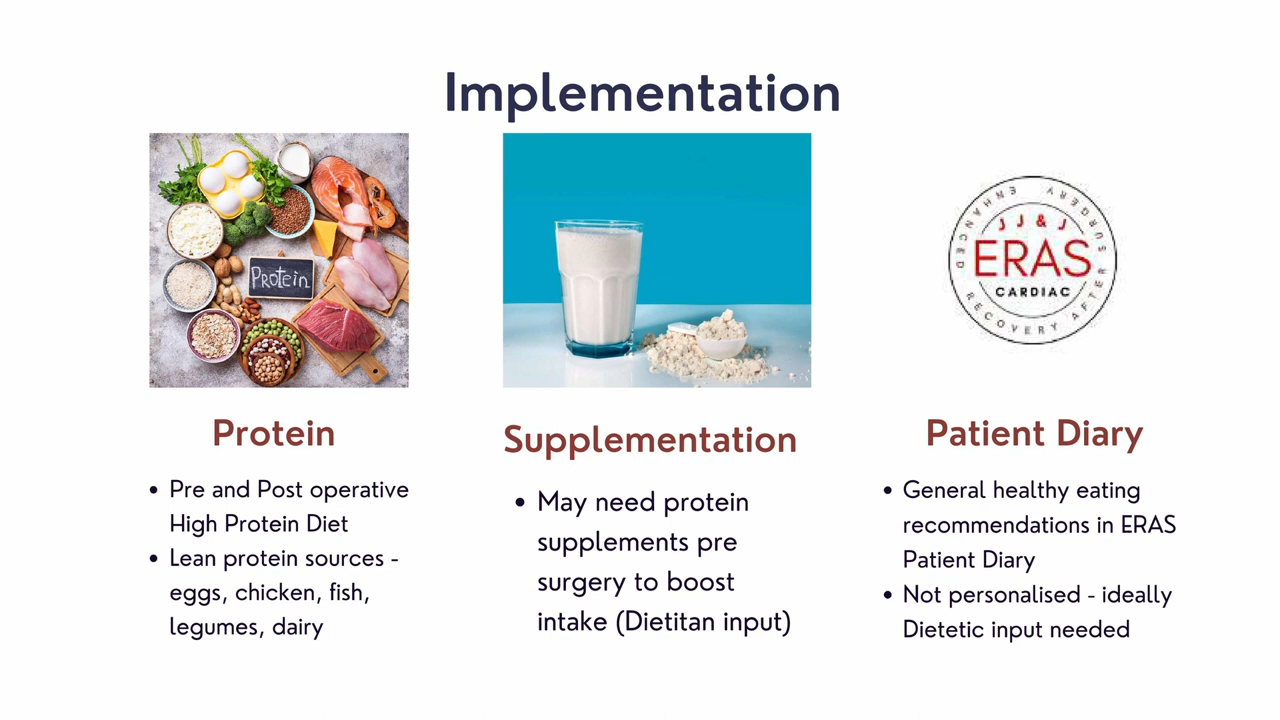 Implementation
Protein
ENHANCED RECOVERY AFTER SURGERY
JJ&J
ERAS
CARDIAC
Protein
• Pre and Post operative
High Protein Diet
• Lean protein sources -
eggs, chicken, fish,
legumes, dairy
Supplementation
• May need protein
supplements pre
surgery to boost
intake (Dietitan input)
Patient Diary
• General healthy eating
recommendations in ERAS
Patient Diary
• Not personalised - ideally
Dietetic input needed